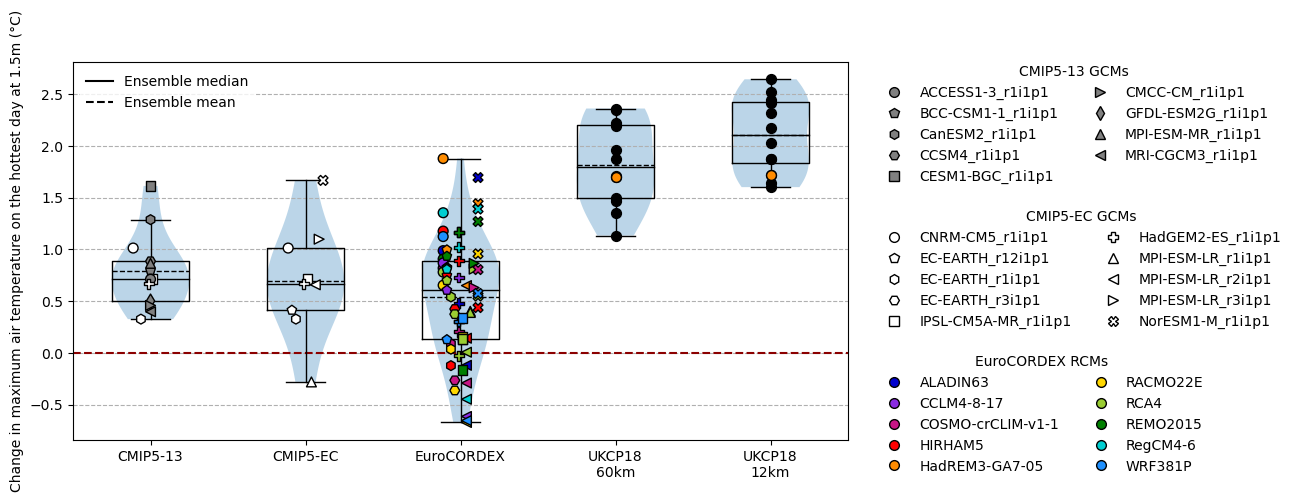 Change in maximum air temperature on the hottest day at 1.5m (°C)
Ensemble median
Ensemble mean
2.5
2.0
1.5
1.0
0.5
0.0
−0.5
CMIP5-13
CMIP5-EC
EuroCORDEX
UKCP18
60km
UKCP18
12km
CMIP5-13 GCMs
ACCESS1-3_r1i1p1
BCC-CSM1-1_r1i1p1
CanESM2_r1i1p1
CCSM4_r1i1p1
CESM1-BGC_r1i1p1
CMCC-CM_r1i1p1
GFDL-ESM2G_r1i1p1
MPI-ESM-MR_r1i1p1
MRI-CGCM3_r1i1p1
CMIP5-EC GCMs
CNRM-CM5_r1i1p1
EC-EARTH_r12i1p1
EC-EARTH_r1i1p1
EC-EARTH_r3i1p1
IPSL-CM5A-MR_r1i1p1
HadGEM2-ES_r1i1p1
MPI-ESM-LR_r1i1p1
MPI-ESM-LR_r2i1p1
MPI-ESM-LR_r3i1p1
NorESM1-M_r1i1p1
EuroCORDEX RCMs
ALADIN63
CCLM4-8-17
COSMO-crCLIM-v1-1
HIRHAM5
HadREM3-GA7-05
RACMO22E
RCA4
REMO2015
RegCM4-6
WRF381P